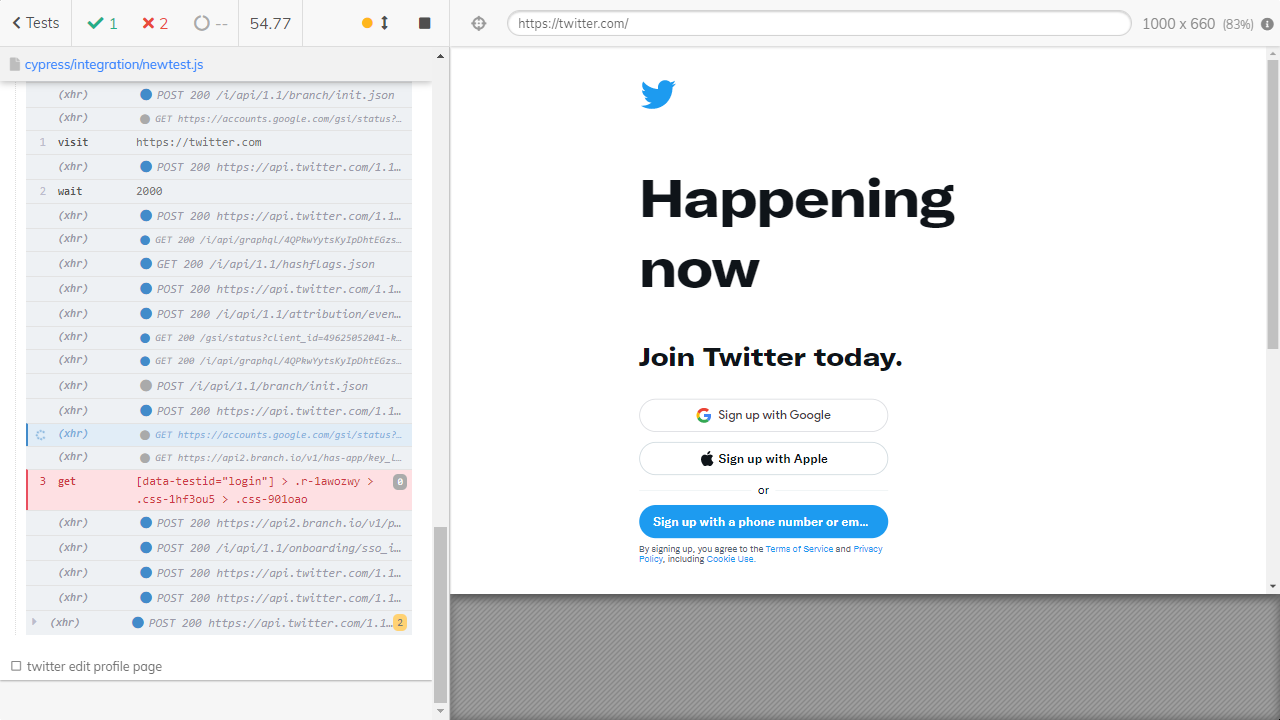 Tests 1 2 -- 54.77
https://twitter.com/ 1000 x 660 (83%)
cypress/integration/newtest.js
(xhr) POST 200 /i/api/1.1/branch/init.json
(xhr) GET https://accounts.google.com/gsi/status?…
1 visit https://twitter.com
(xhr) POST 200 https://api.twitter.com/1.1…
2 wait 2000
(xhr) POST 200 https://api.twitter.com/1.1…
(xhr) GET 200 /i/api/graphql/4QPkwYytsKyIpDhtEGzs…
(xhr) GET 200 /i/api/1.1/hashflags.json
(xhr) POST 200 https://api.twitter.com/1.1…
(xhr) POST 200 /i/api/1.1/attribution/even…
(xhr) GET 200 /gsi/status?client_id=49625052041-k…
(xhr) GET 200 /i/api/graphql/4QPkwYytsKyIpDhtEGzs…
(xhr) POST /i/api/1.1/branch/init.json
(xhr) POST 200 https://api.twitter.com/1.1…
(xhr) GET https://accounts.google.com/gsi/status?…
(xhr) GET https://api2.branch.io/v1/has-app/key_l…
3 get [data-testid="login"] > .r-1awozwy > 0
.css-1hf3ou5 > .css-901oao
(xhr) POST 200 https://api2.branch.io/v1/p…
(xhr) POST 200 /i/api/1.1/onboarding/sso_i…
(xhr) POST 200 https://api.twitter.com/1.1…
(xhr) POST 200 https://api.twitter.com/1.1…
(xhr) POST 200 https://api.twitter.com/1.1… 2
twitter edit profile page
Happening
now
Join Twitter today.
Sign up with Google
Sign up with Apple
or
Sign up with a phone number or em…
By signing up, you agree to the Terms of Service and Privacy
Policy, including Cookie Use.